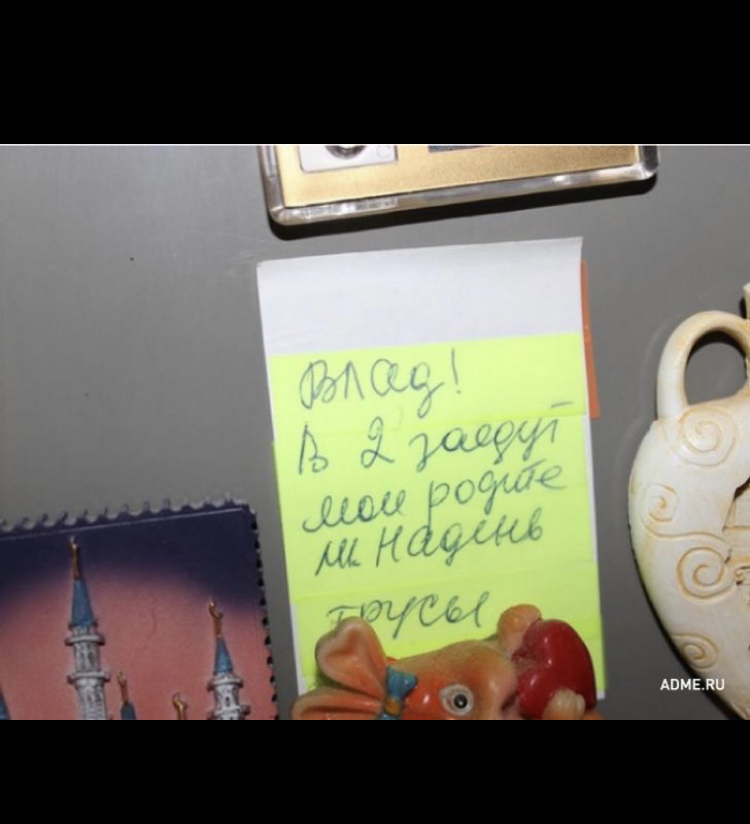 Влад!
В 2 заедут
мои родите
ли Надень
трусы
ADME.RU